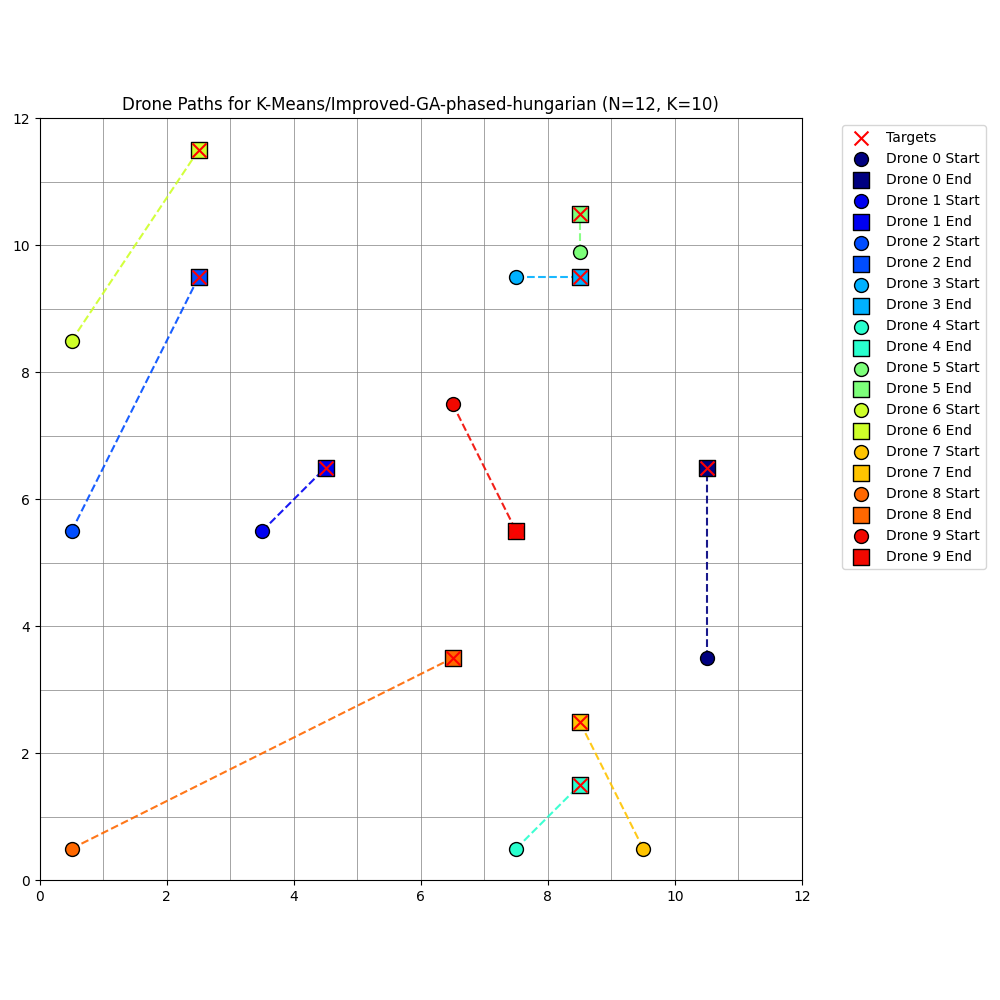 Drone Paths for K-Means/Improved-GA-phased-hungarian (N=12, K=10)
12
10
8
6
4
2
0
0 2 4 6 8 10 12
Targets
Drone 0 Start
Drone 0 End
Drone 1 Start
Drone 1 End
Drone 2 Start
Drone 2 End
Drone 3 Start
Drone 3 End
Drone 4 Start
Drone 4 End
Drone 5 Start
Drone 5 End
Drone 6 Start
Drone 6 End
Drone 7 Start
Drone 7 End
Drone 8 Start
Drone 8 End
Drone 9 Start
Drone 9 End